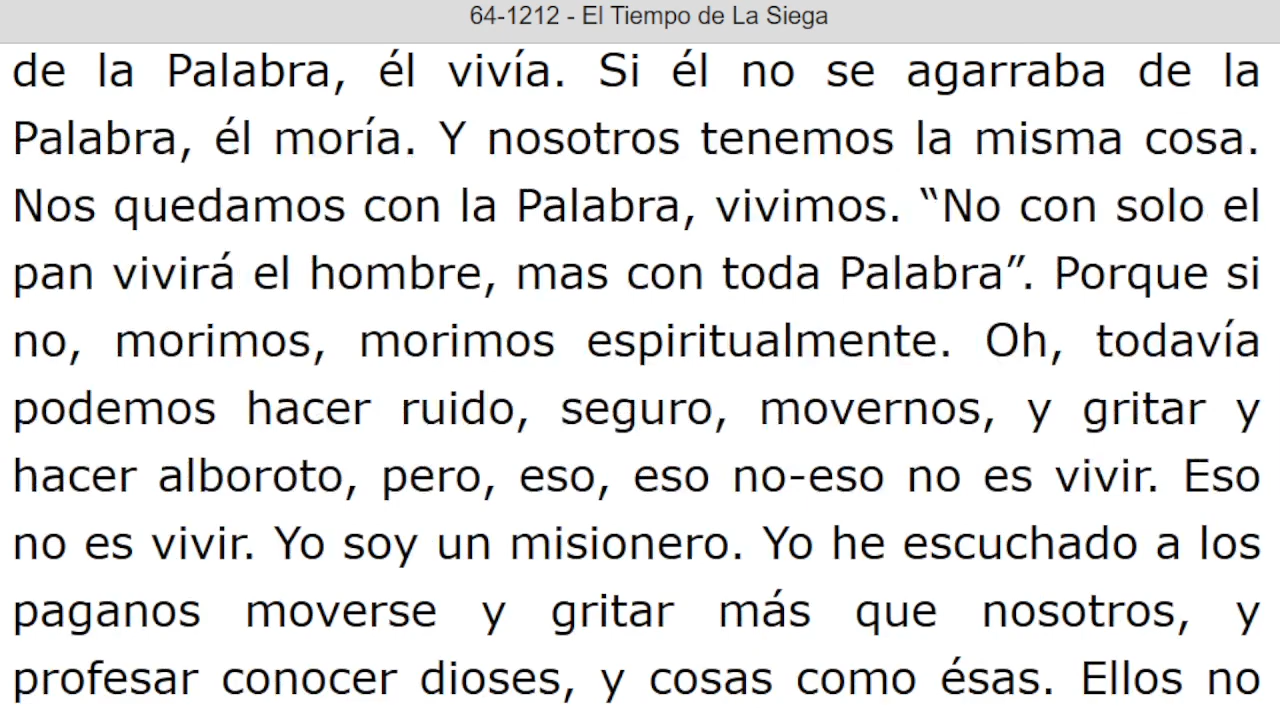 64-1212 - El Tiempo de La Siega
de la Palabra, él vivía. Si él no se agarraba de la
Palabra, él moría. Y nosotros tenemos la misma cosa.
Nos quedamos con la Palabra, vivimos. “No con solo el
pan vivirá el hombre, mas con toda Palabra”. Porque si
no, morimos, morimos espiritualmente. Oh, todavía
podemos hacer ruido, seguro, movernos, y gritar y
hacer alboroto, pero, eso, eso no-eso no es vivir. Eso
no es vivir. Yo soy un misionero. Yo he escuchado a los
paganos moverse y gritar más que nosotros, y
profesar conocer dioses, y cosas como ésas. Ellos no